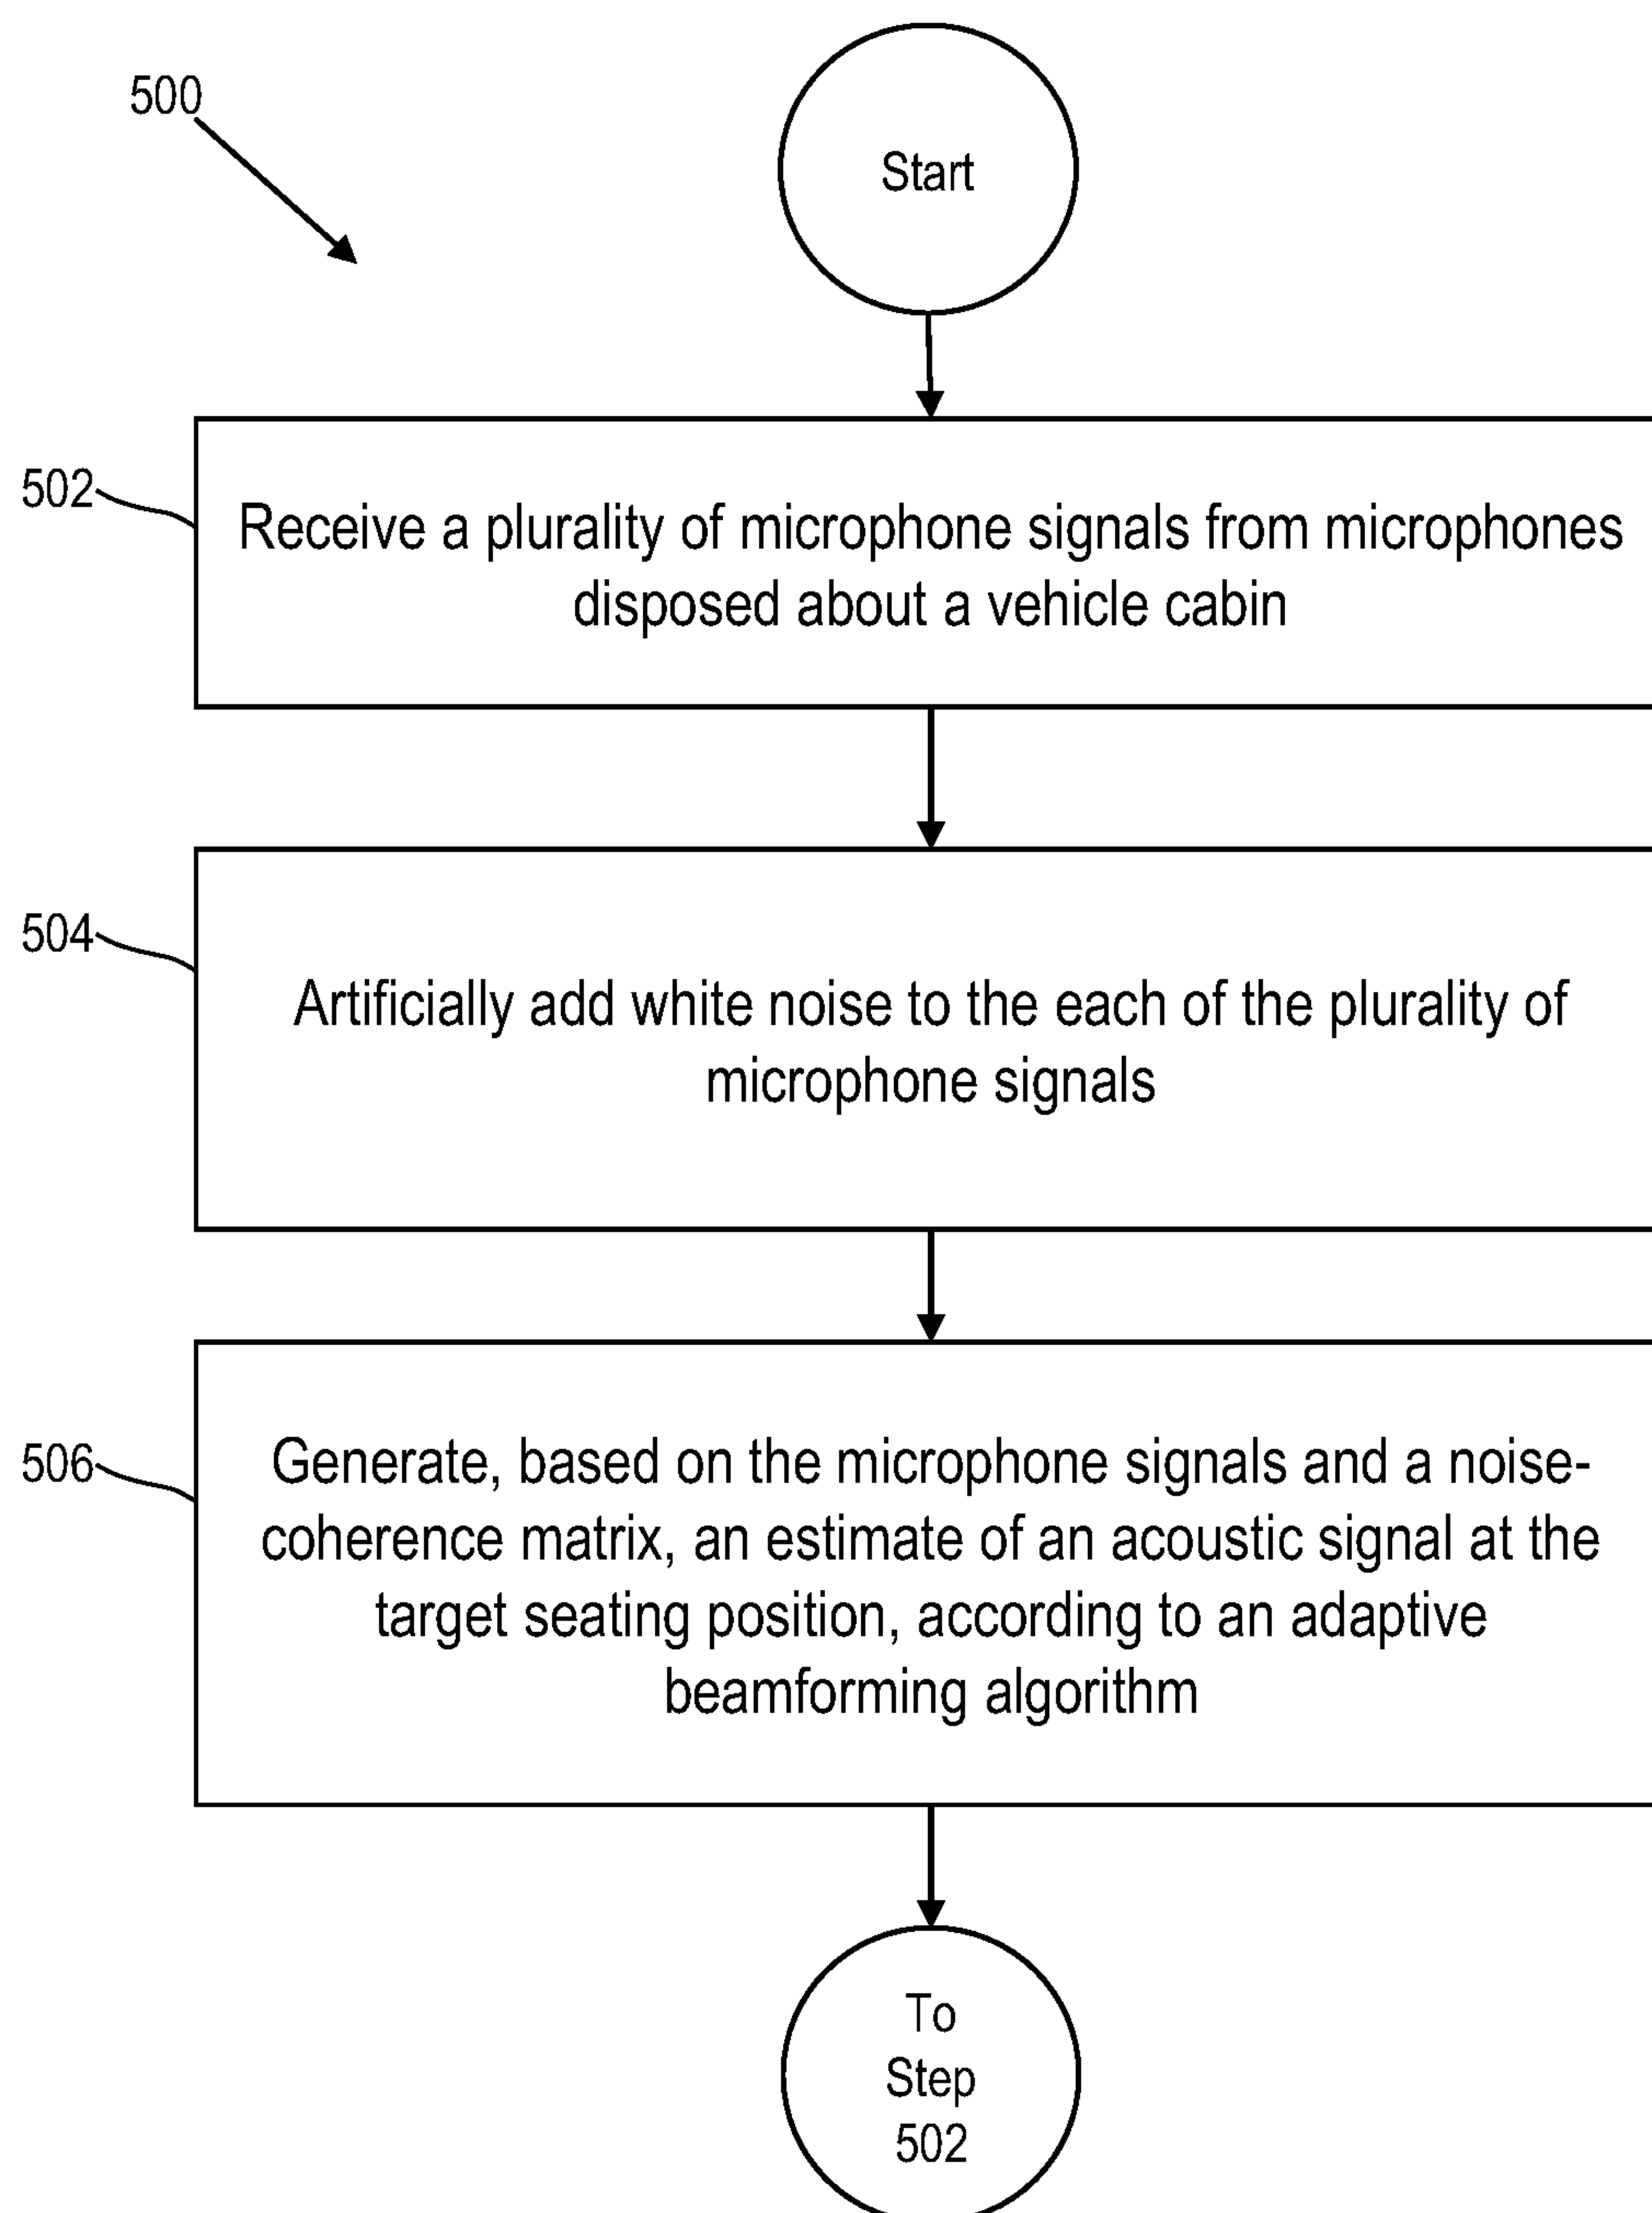 500
Start
502
Receive a plurality of microphone signals from microphones
disposed about a vehicle cabin
504
Artificially add white noise to the each of the plurality of
microphone signals
506
Generate, based on the microphone signals and a noise-
coherence matrix, an estimate of an acoustic signal at the
target seating position, according to an adaptive
beamforming algorithm
To
Step
502